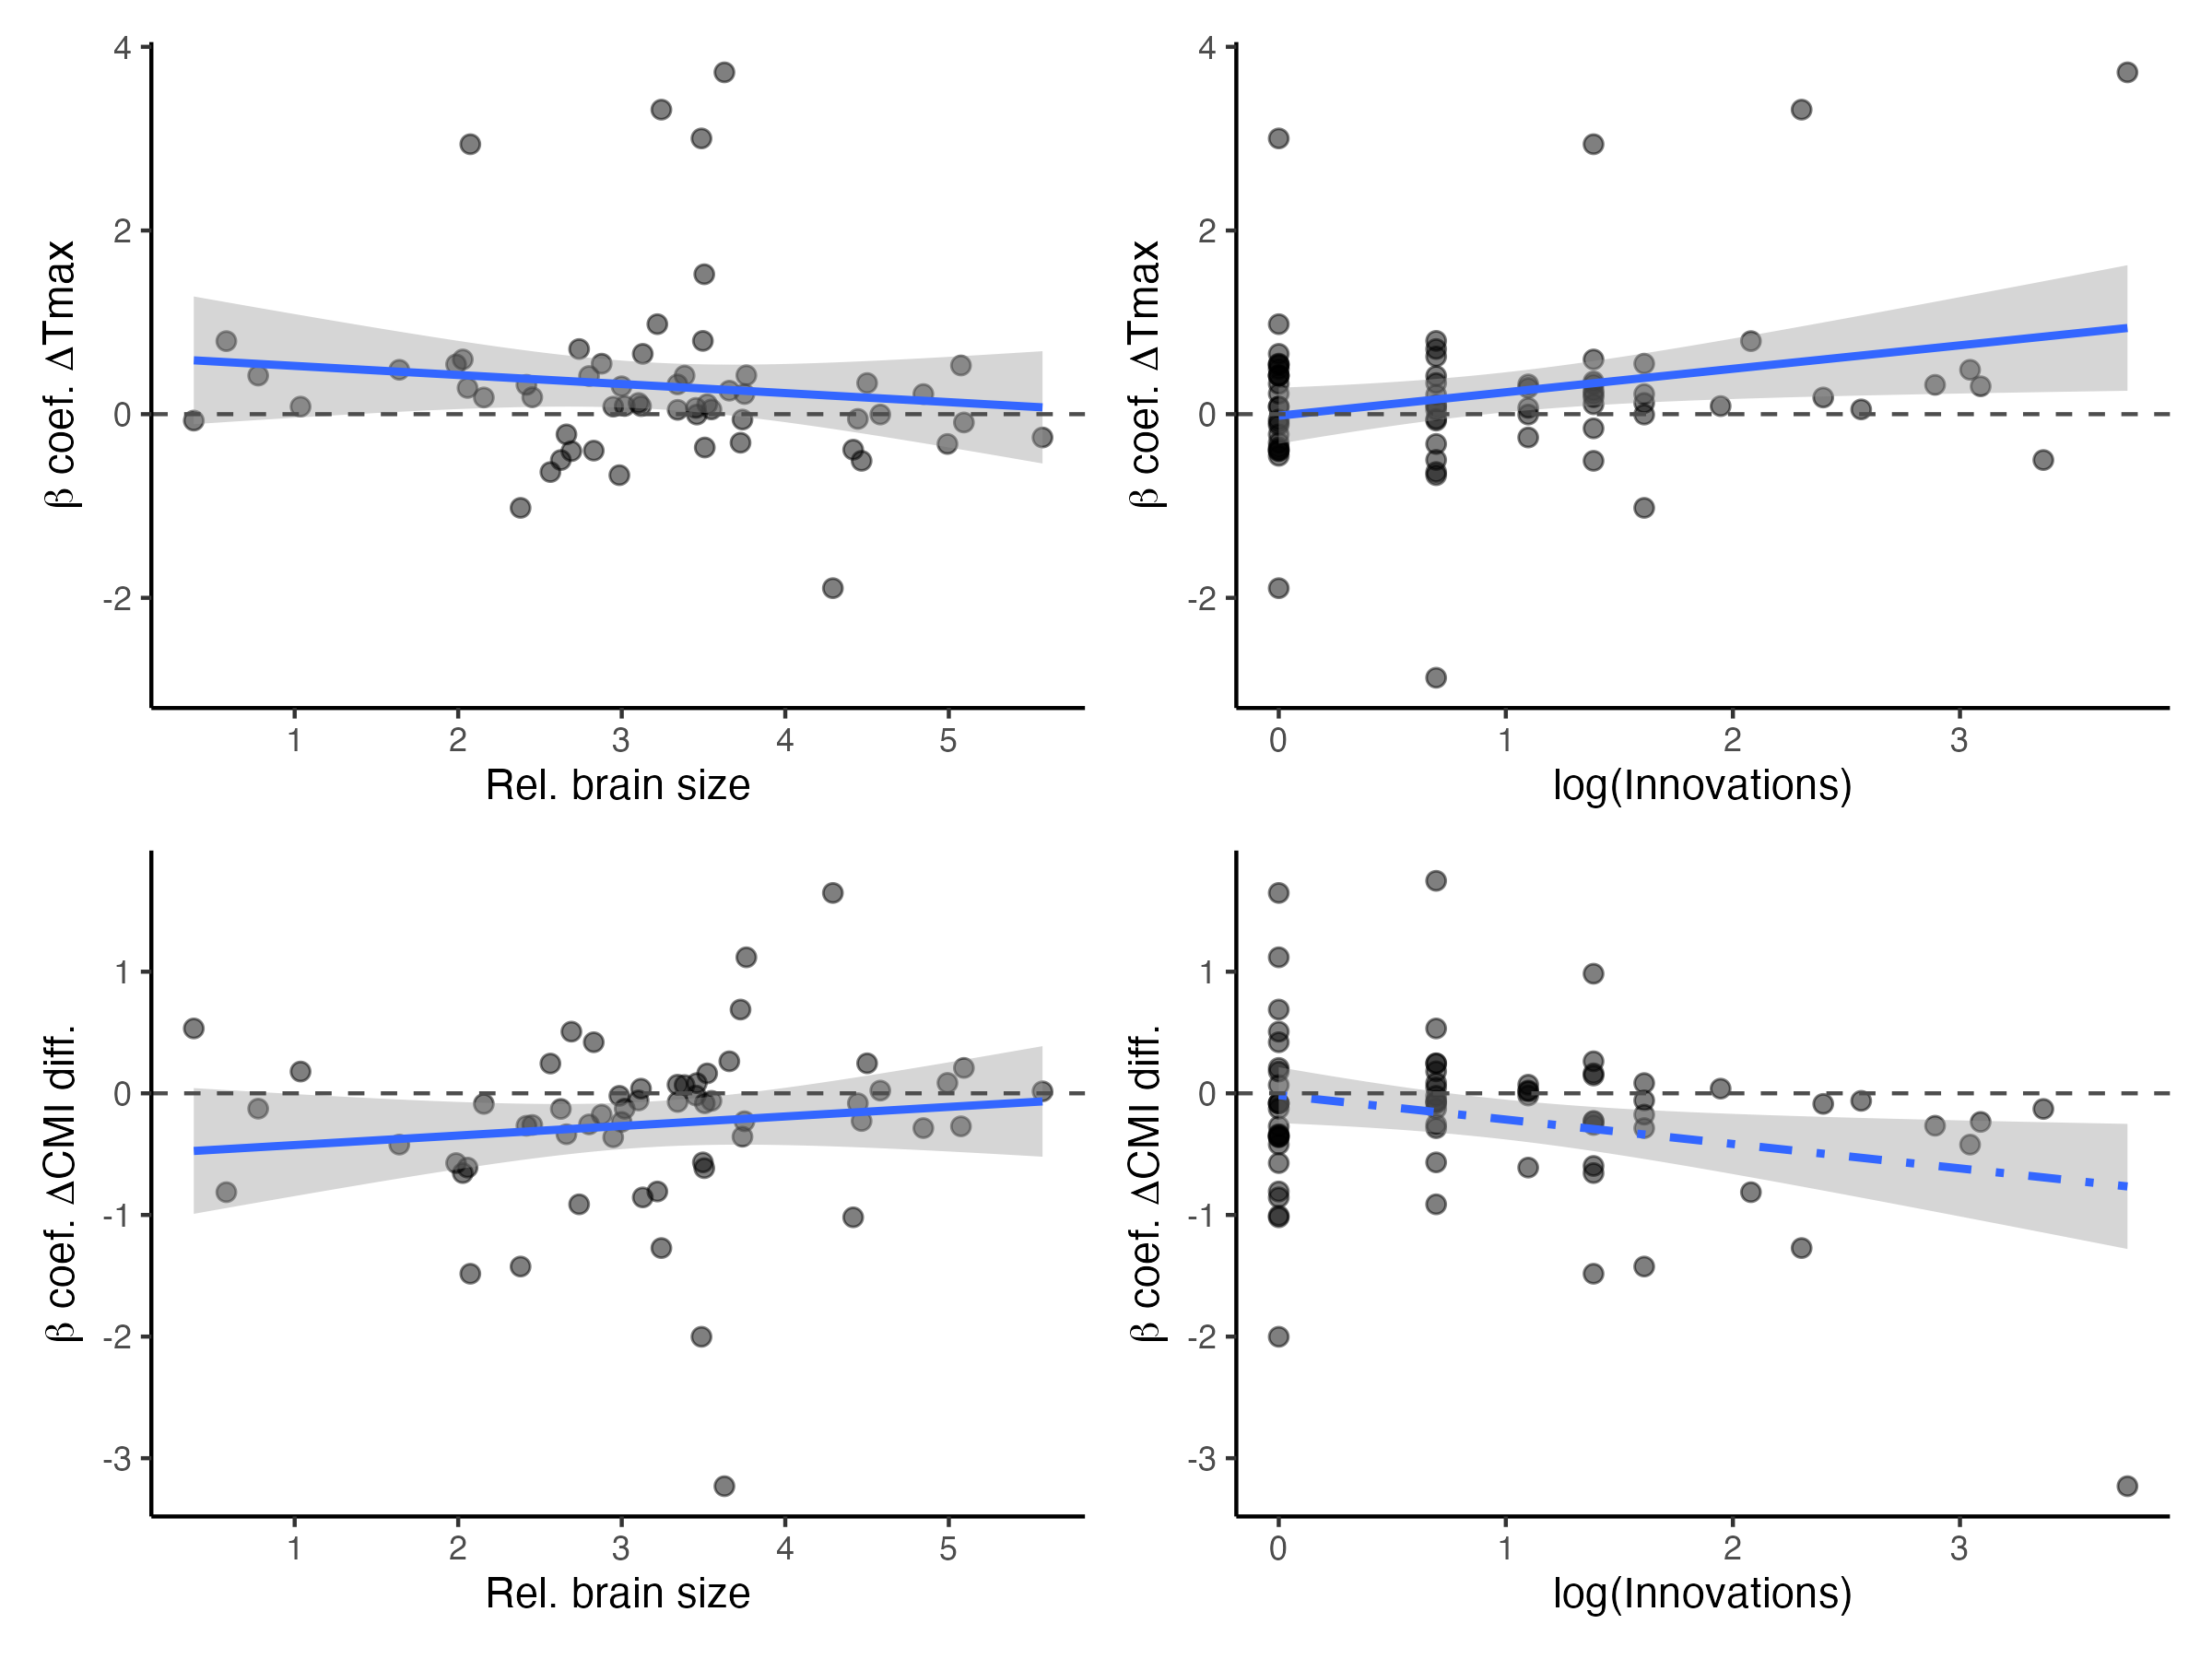 4
2
0
-2
β coef. ΔTmax
1 2 3 4 5
Rel. brain size
4
2
0
-2
β coef. ΔTmax
0 1 2 3
log(Innovations)
1
0
-1
-2
-3
β coef. ΔCMI diff.
1 2 3 4 5
Rel. brain size
1
0
-1
-2
-3
β coef. ΔCMI diff.
0 1 2 3
log(Innovations)